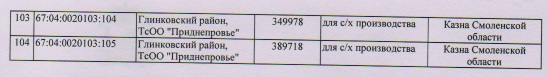 103 67:04:0020103:104 Глинковский район, 349978 для с/х производства Казна Смоленской
ТсОО "Приднепровье" области
104 67:04:0020103:105 Глинковский район, 389718 для с/х производства Казна Смоленской
ТсОО "Приднепровье" области